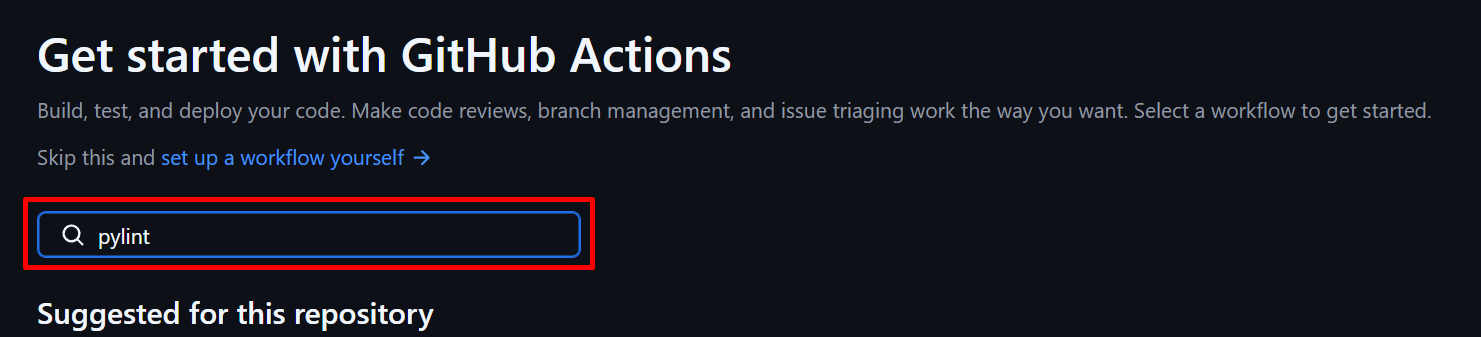 Get started with GitHub Actions
Build, test, and deploy your code. Make code reviews, branch management, and issue triaging work the way you want. Select a workflow to get started.
Skip this and set up a workflow yourself →
pylint
Suggested for this repository